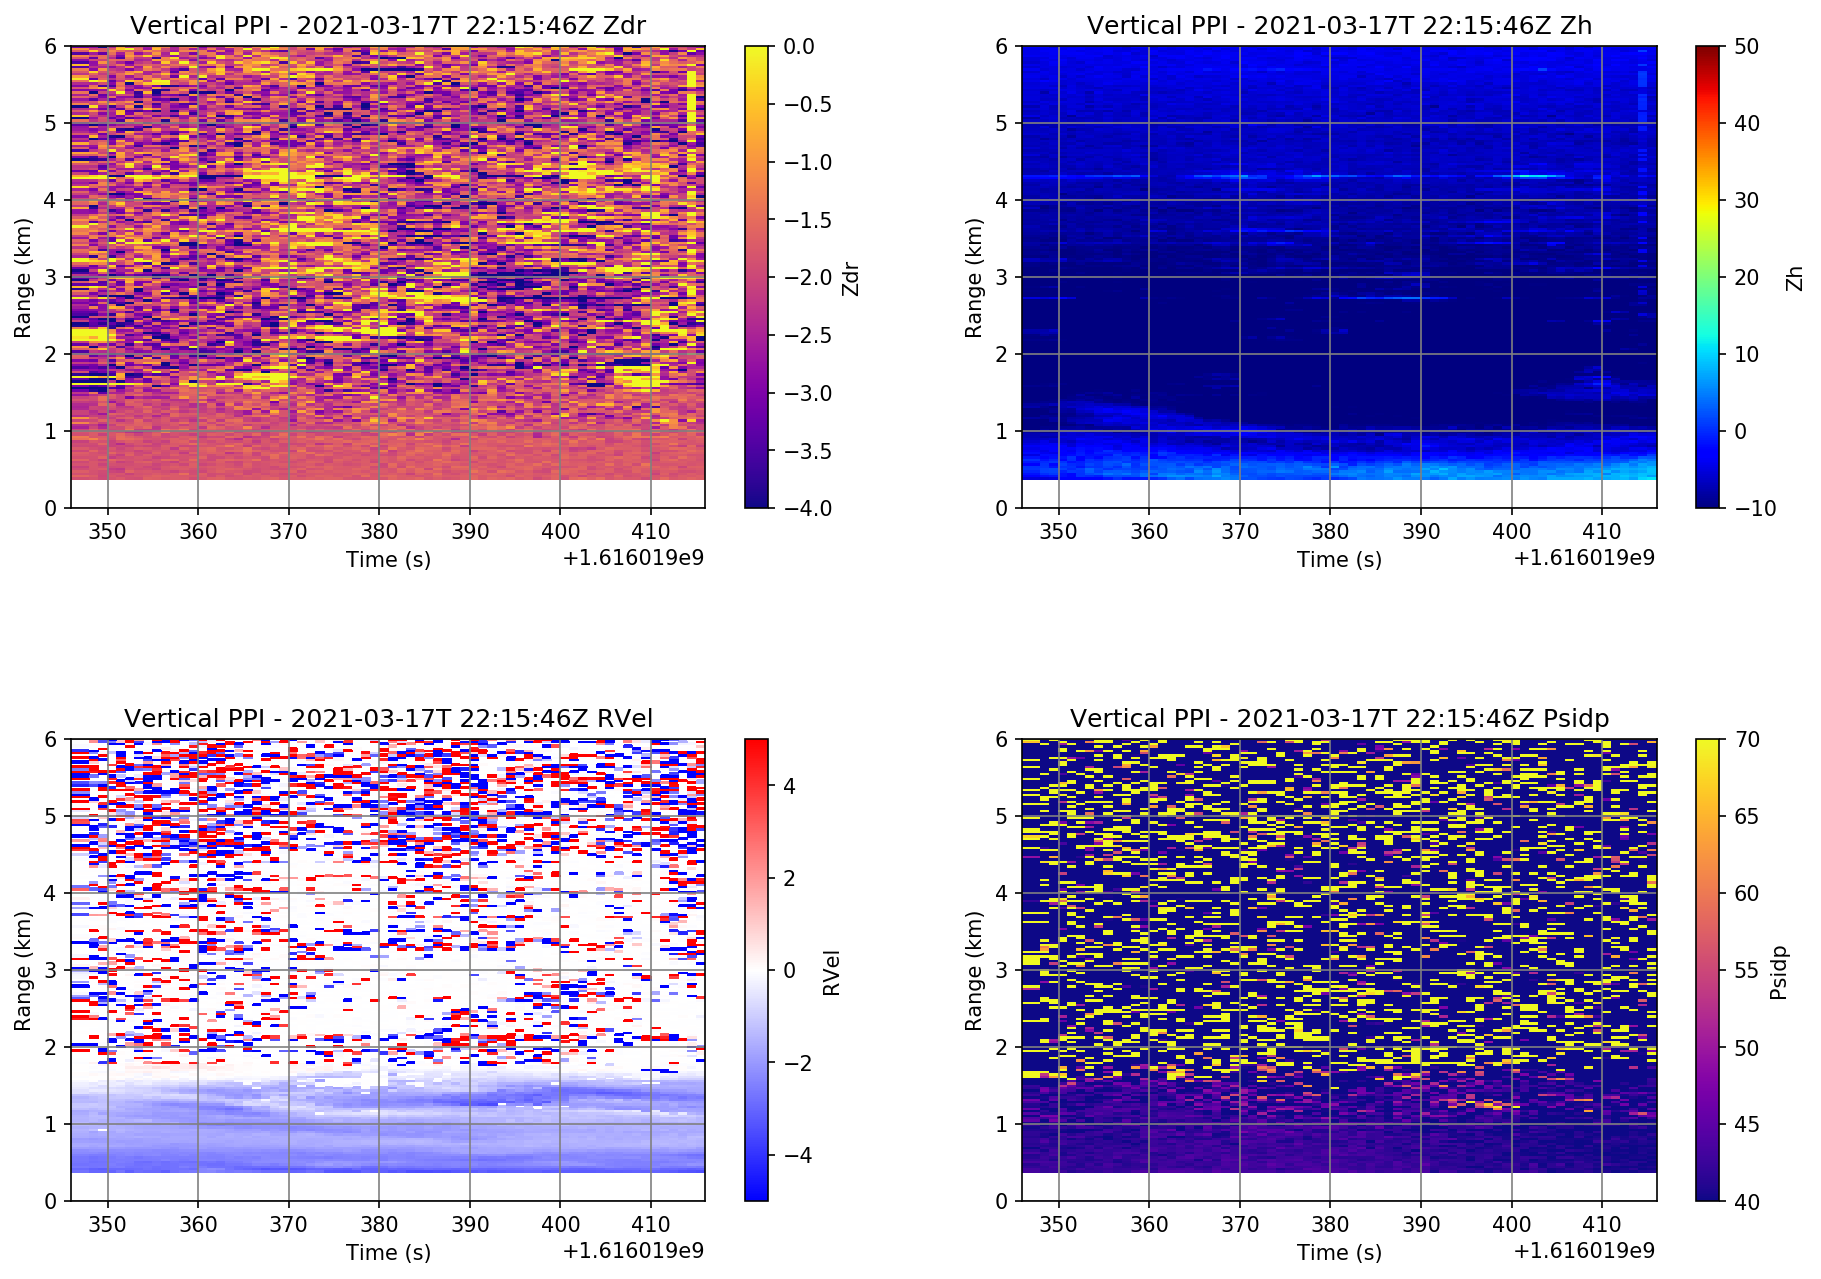 Vertical PPI - 2021-03-17T 22:15:46Z Zdr
6
5
4
3
2
1
0
Range (km)
350 360 370 380 390 400 410
Time (s)
+1.616019e9
0.0
−0.5
−1.0
−1.5
−2.0
−2.5
−3.0
−3.5
−4.0
Zdr
Vertical PPI - 2021-03-17T 22:15:46Z Zh
6
5
4
3
2
1
0
Range (km)
350 360 370 380 390 400 410
Time (s)
+1.616019e9
50
40
30
20
10
0
−10
Zh
Vertical PPI - 2021-03-17T 22:15:46Z RVel
6
5
4
3
2
1
0
Range (km)
350 360 370 380 390 400 410
Time (s)
+1.616019e9
4
2
0
−2
−4
RVel
Vertical PPI - 2021-03-17T 22:15:46Z Psidp
6
5
4
3
2
1
0
Range (km)
350 360 370 380 390 400 410
Time (s)
+1.616019e9
70
65
60
55
50
45
40
Psidp